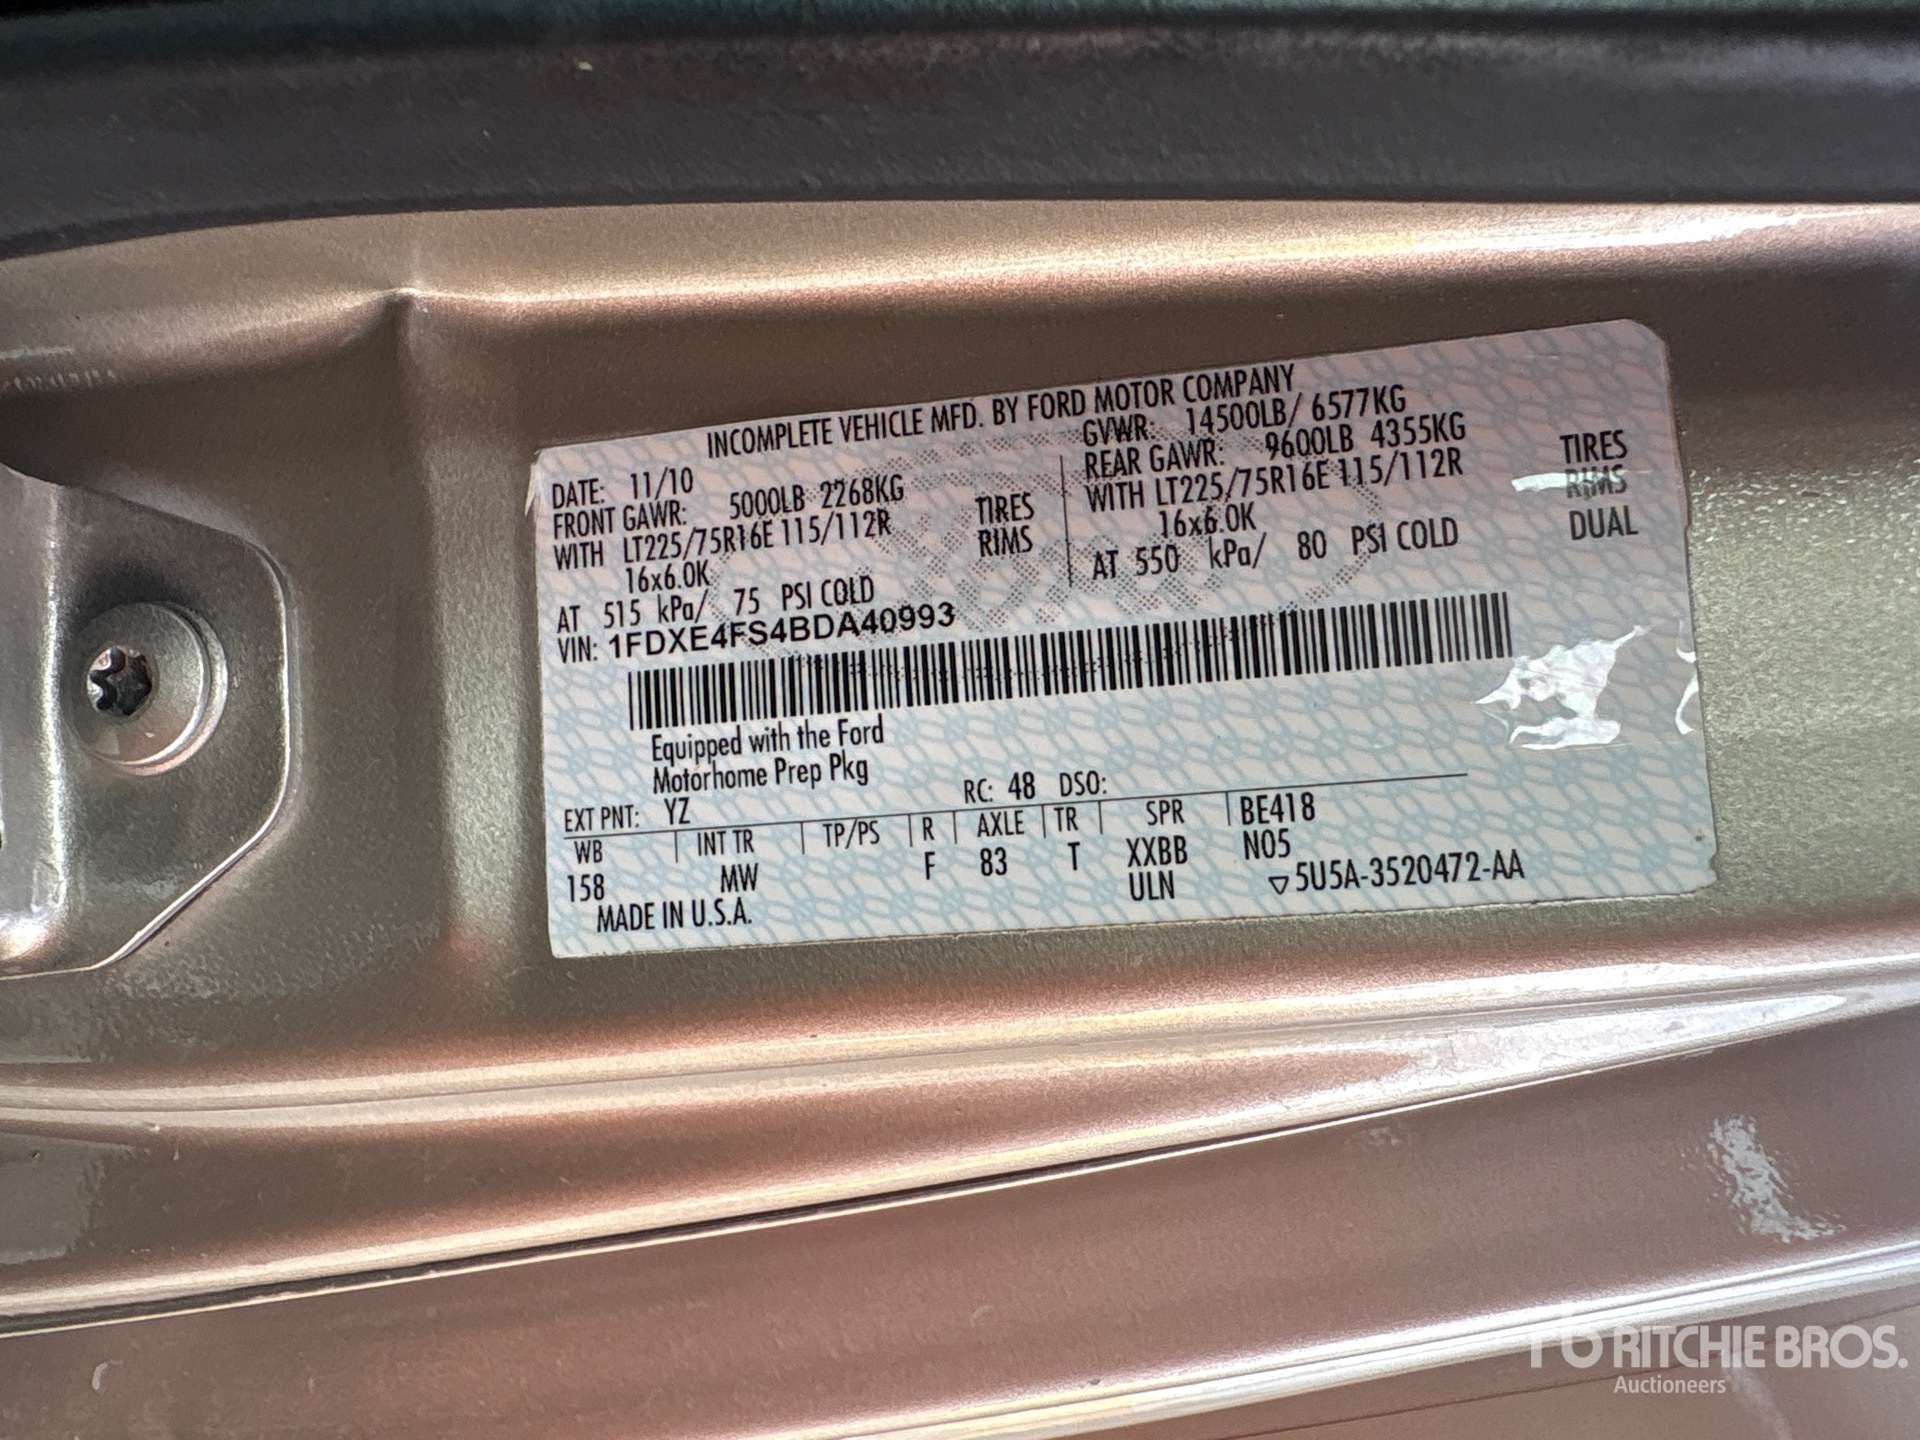 INCOMPLETE VEHICLE MFD. BY FORD MOTOR COMPANY
DATE: 11/10
GVWR: 14500LB/ 6577KG
FRONT GAWR: 5000LB 2268KG
REAR GAWR: 9600LB 4355KG
WITH LT225/75R16E 115/112R TIRES
WITH LT225/75R16E 115/112R TIRES
16x6.0K RIMS
16x6.0K RIMS
AT 515 kPa/ 75 PSI COLD
AT 550 kPa/ 80 PSI COLD DUAL
VIN: 1FDXE4FS4BDA40993
Equipped with the Ford
Motorhome Prep Pkg
EXT PNT: YZ RC: 48 DSO:
WB INT TR TP/PS R AXLE TR SPR BE418
158 MW F 83 T XXBB N05
ULN ▽5U5A-3520472-AA
MADE IN U.S.A.
RITCHIE BROS.
Auctioneers